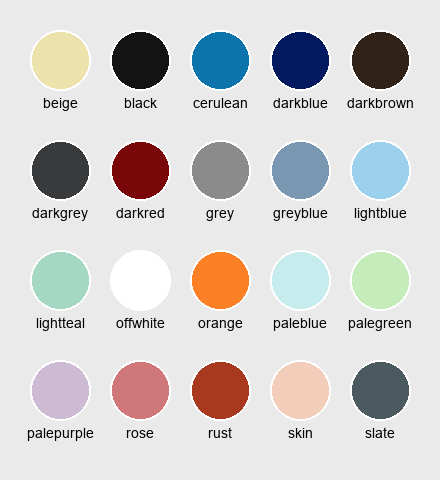 beige black cerulean darkblue darkbrown
darkgrey darkred grey greyblue lightblue
lightteal offwhite orange paleblue palegreen
palepurple rose rust skin slate